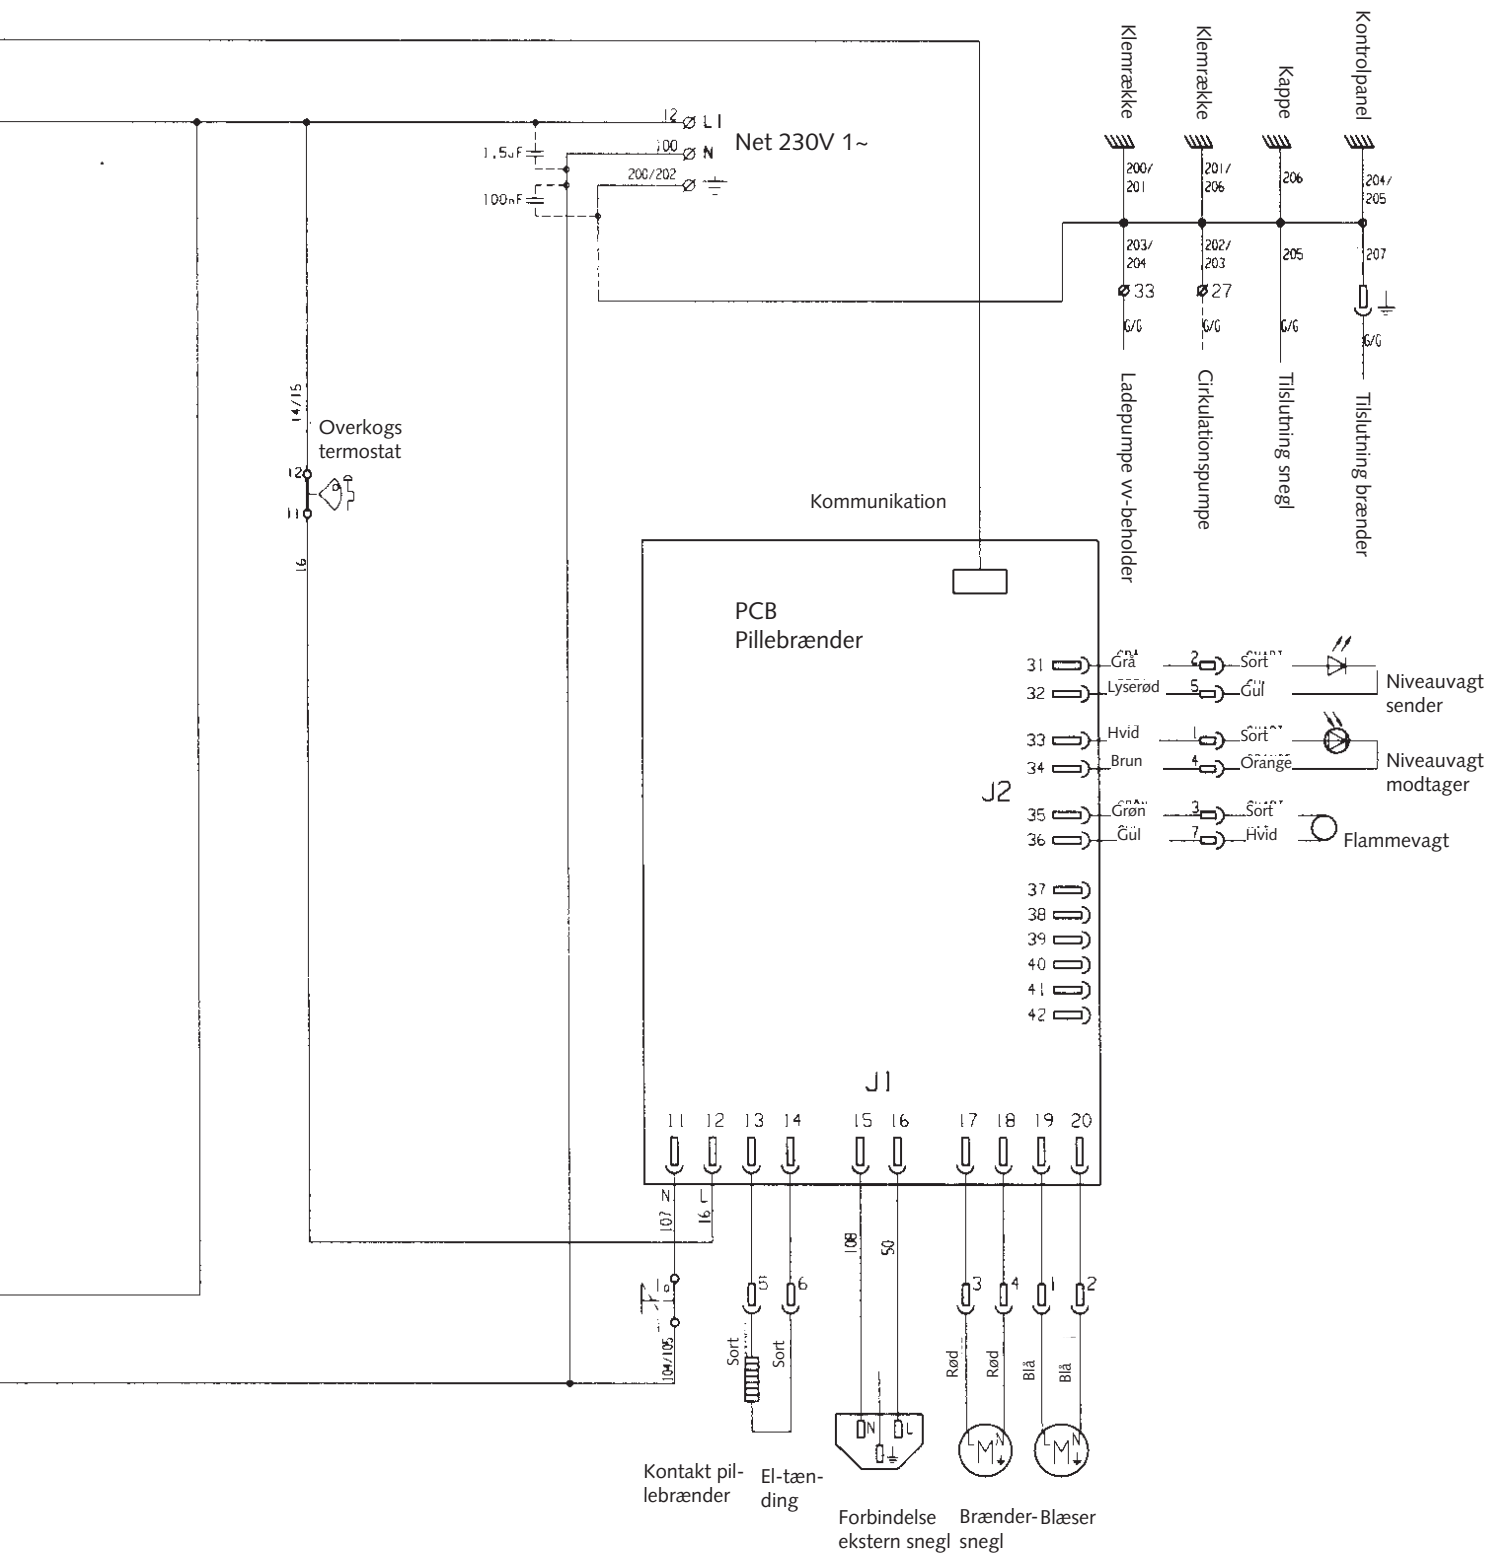 Klemrække
Klemrække
Kappe
Kontrolpanel
12 L1
1,5uF
100 N
Net 230V 1~
200/202
100nF
200/
201
201/
206
206
204/
205
203/
204
202/
203
205
207
33
27
G/G
G/G
G/G
G/G
Ladepumpe vv-beholder
Cirkulationspumpe
Tilslutning snegl
Tilslutning brænder
14/15
Overkogs
termostat
12
11
16
Kommunikation
PCB
Pillebrænder
31 Grå 2 Sort
32 Lyserød 5 Gul
Niveauvagt
sender
33 Hvid 1 Sort
34 Brun 4 Orange
Niveauvagt
modtager
J2
35 Grøn 3 Sort
36 Gul 7 Hvid
Flammevagt
37
38
39
40
41
42
J1
11 12 13 14 15 16 17 18 19 20
N L
107 16
108 50
5 6 3 4 1 2
104/105
Sort Sort
Rød Rød Blå Blå
N L
L M N L M N
Kontakt pil-
lebrænder
El-tæn-
ding
Forbindelse
ekstern snegl
Brænder-
snegl
Blæser